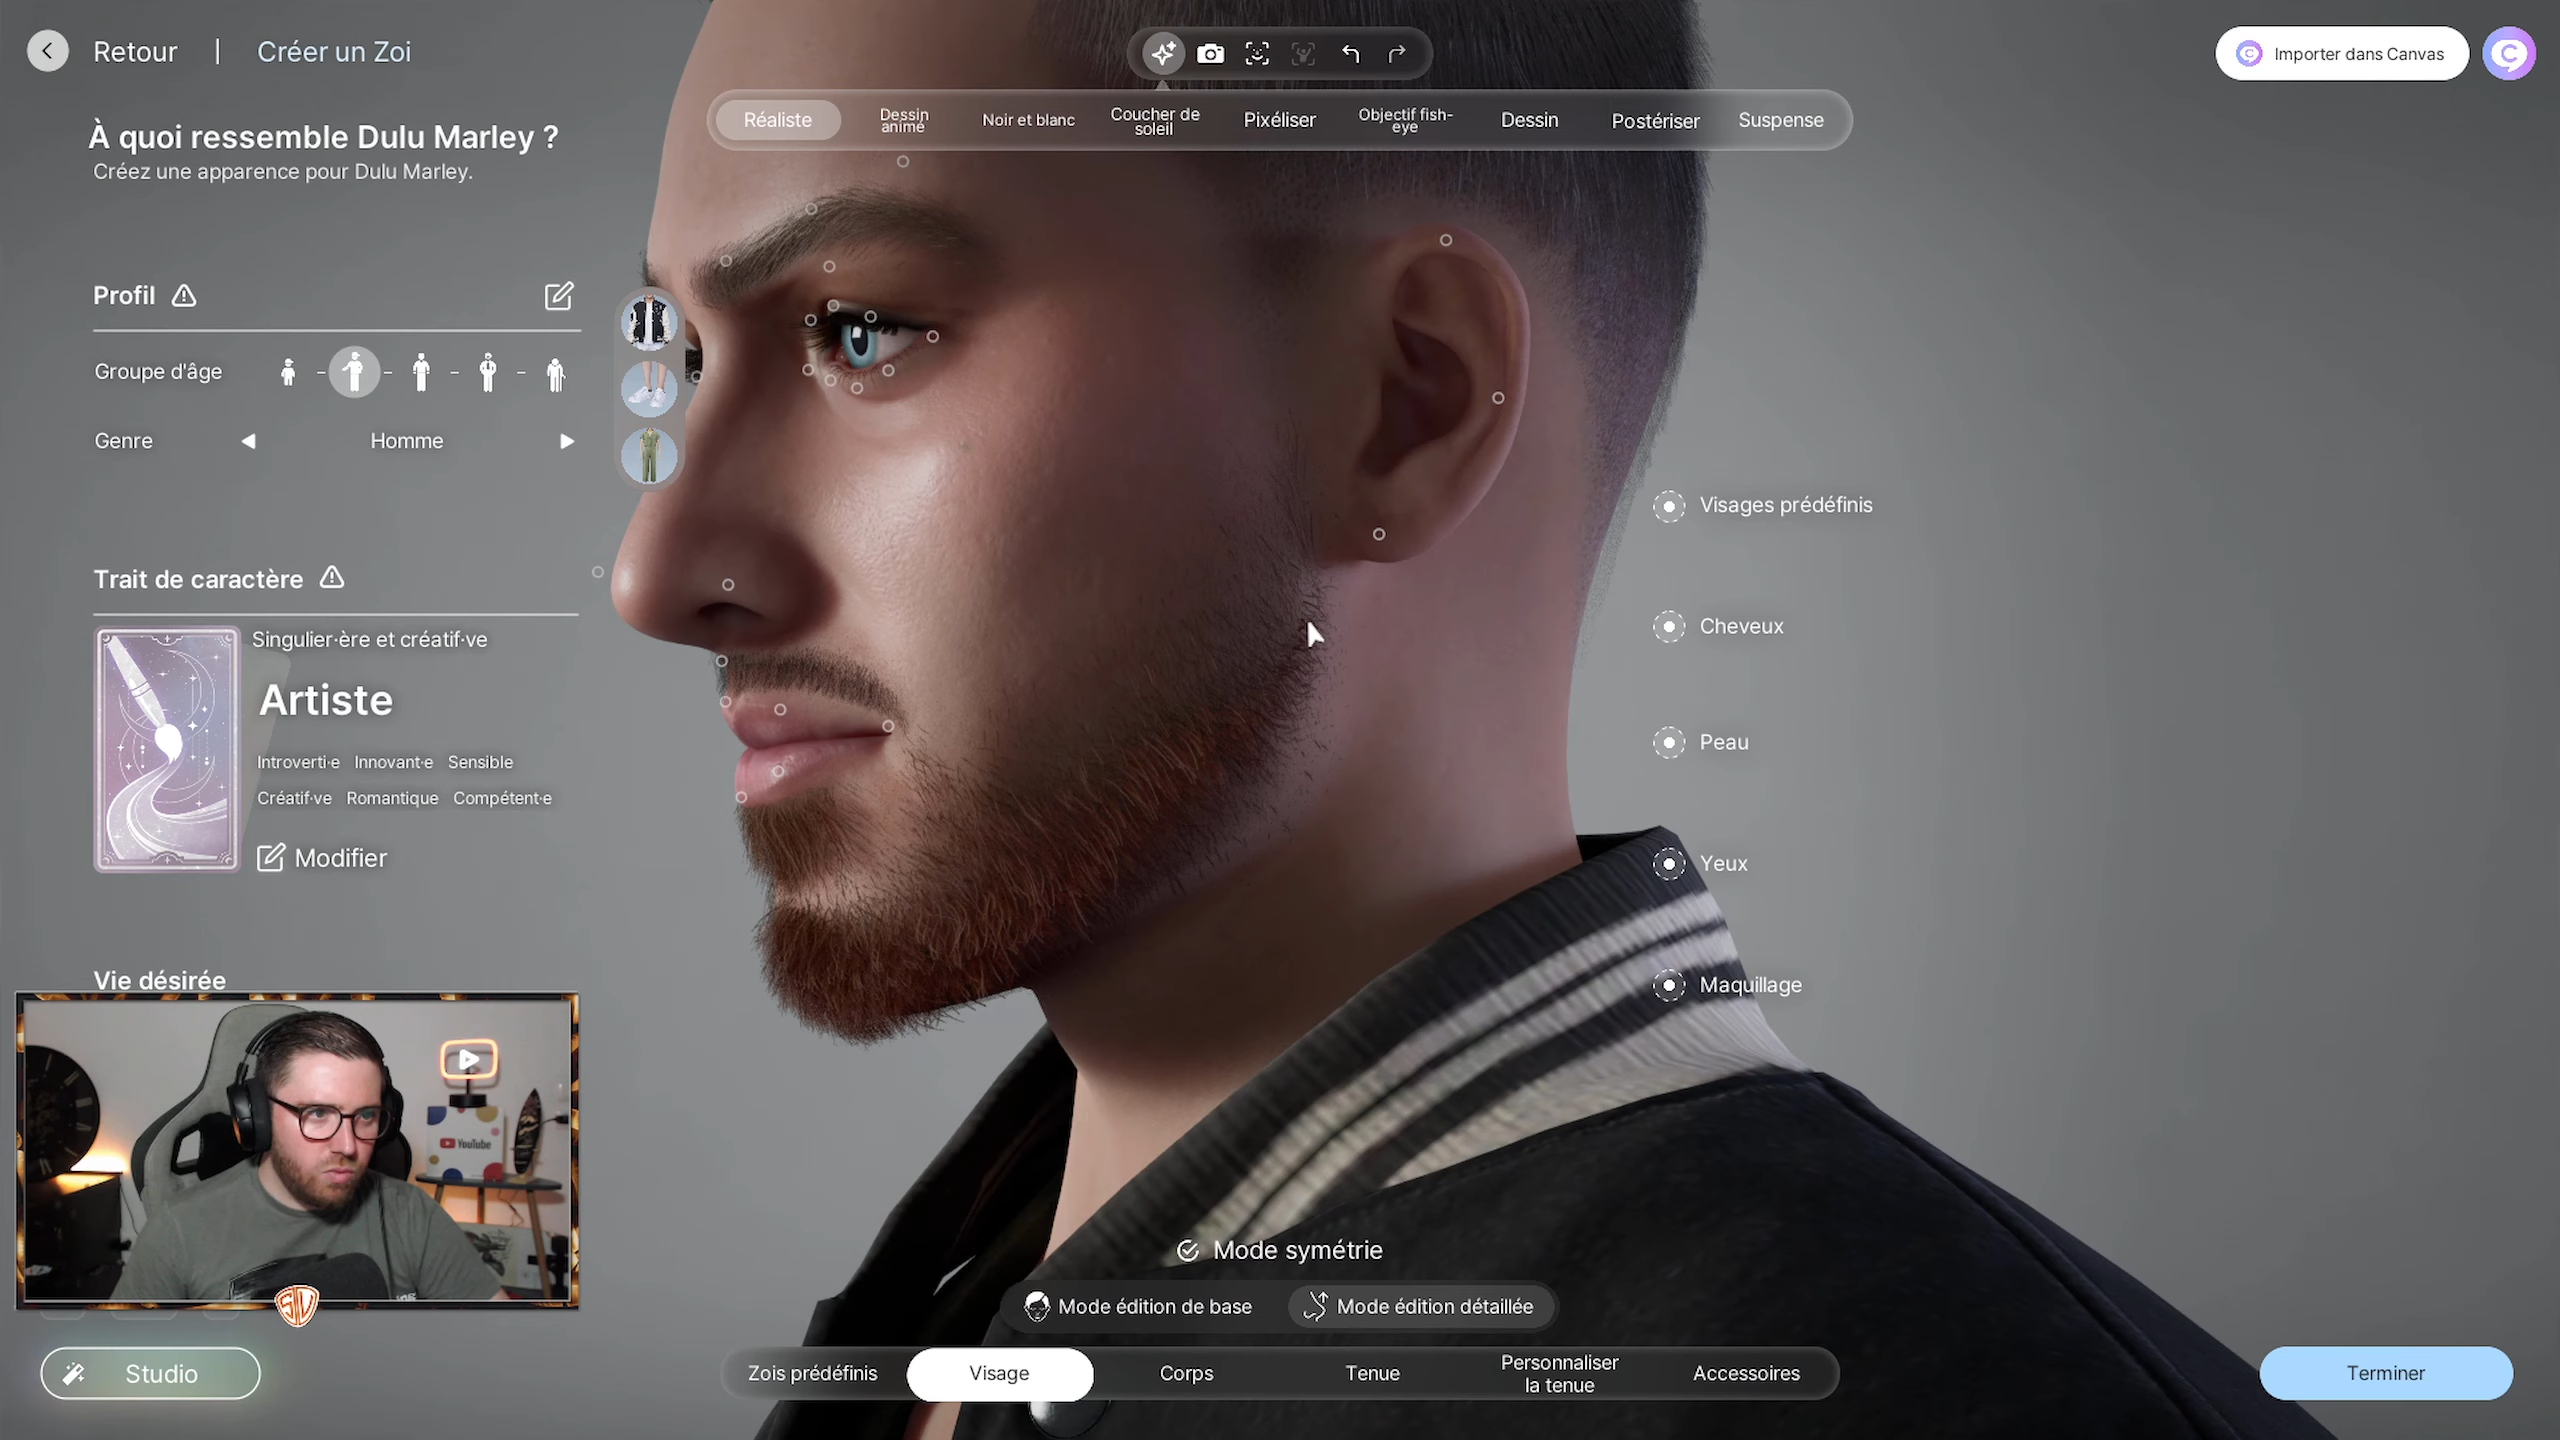 Retour | Créer un Zoi
Importer dans Canvas
Réaliste
Dessin
animé
Noir et blanc
Coucher de
soleil
Pixéliser
Objectif fish-
eye
Dessin
Postériser
Suspense
À quoi ressemble Dulu Marley ?
Créez une apparence pour Dulu Marley.
Profil
Groupe d'âge
Genre
Homme
Trait de caractère
Singulier·ère et créatif·ve
Artiste
Introverti·e Innovant·e Sensible
Créatif·ve Romantique Compétent·e
Modifier
Vie désirée
YouTube
Visages prédéfinis
Cheveux
Peau
Yeux
Maquillage
Mode symétrie
Mode édition de base
Mode édition détaillée
Studio
Zois prédéfinis
Visage
Corps
Tenue
Personnaliser
la tenue
Accessoires
Terminer